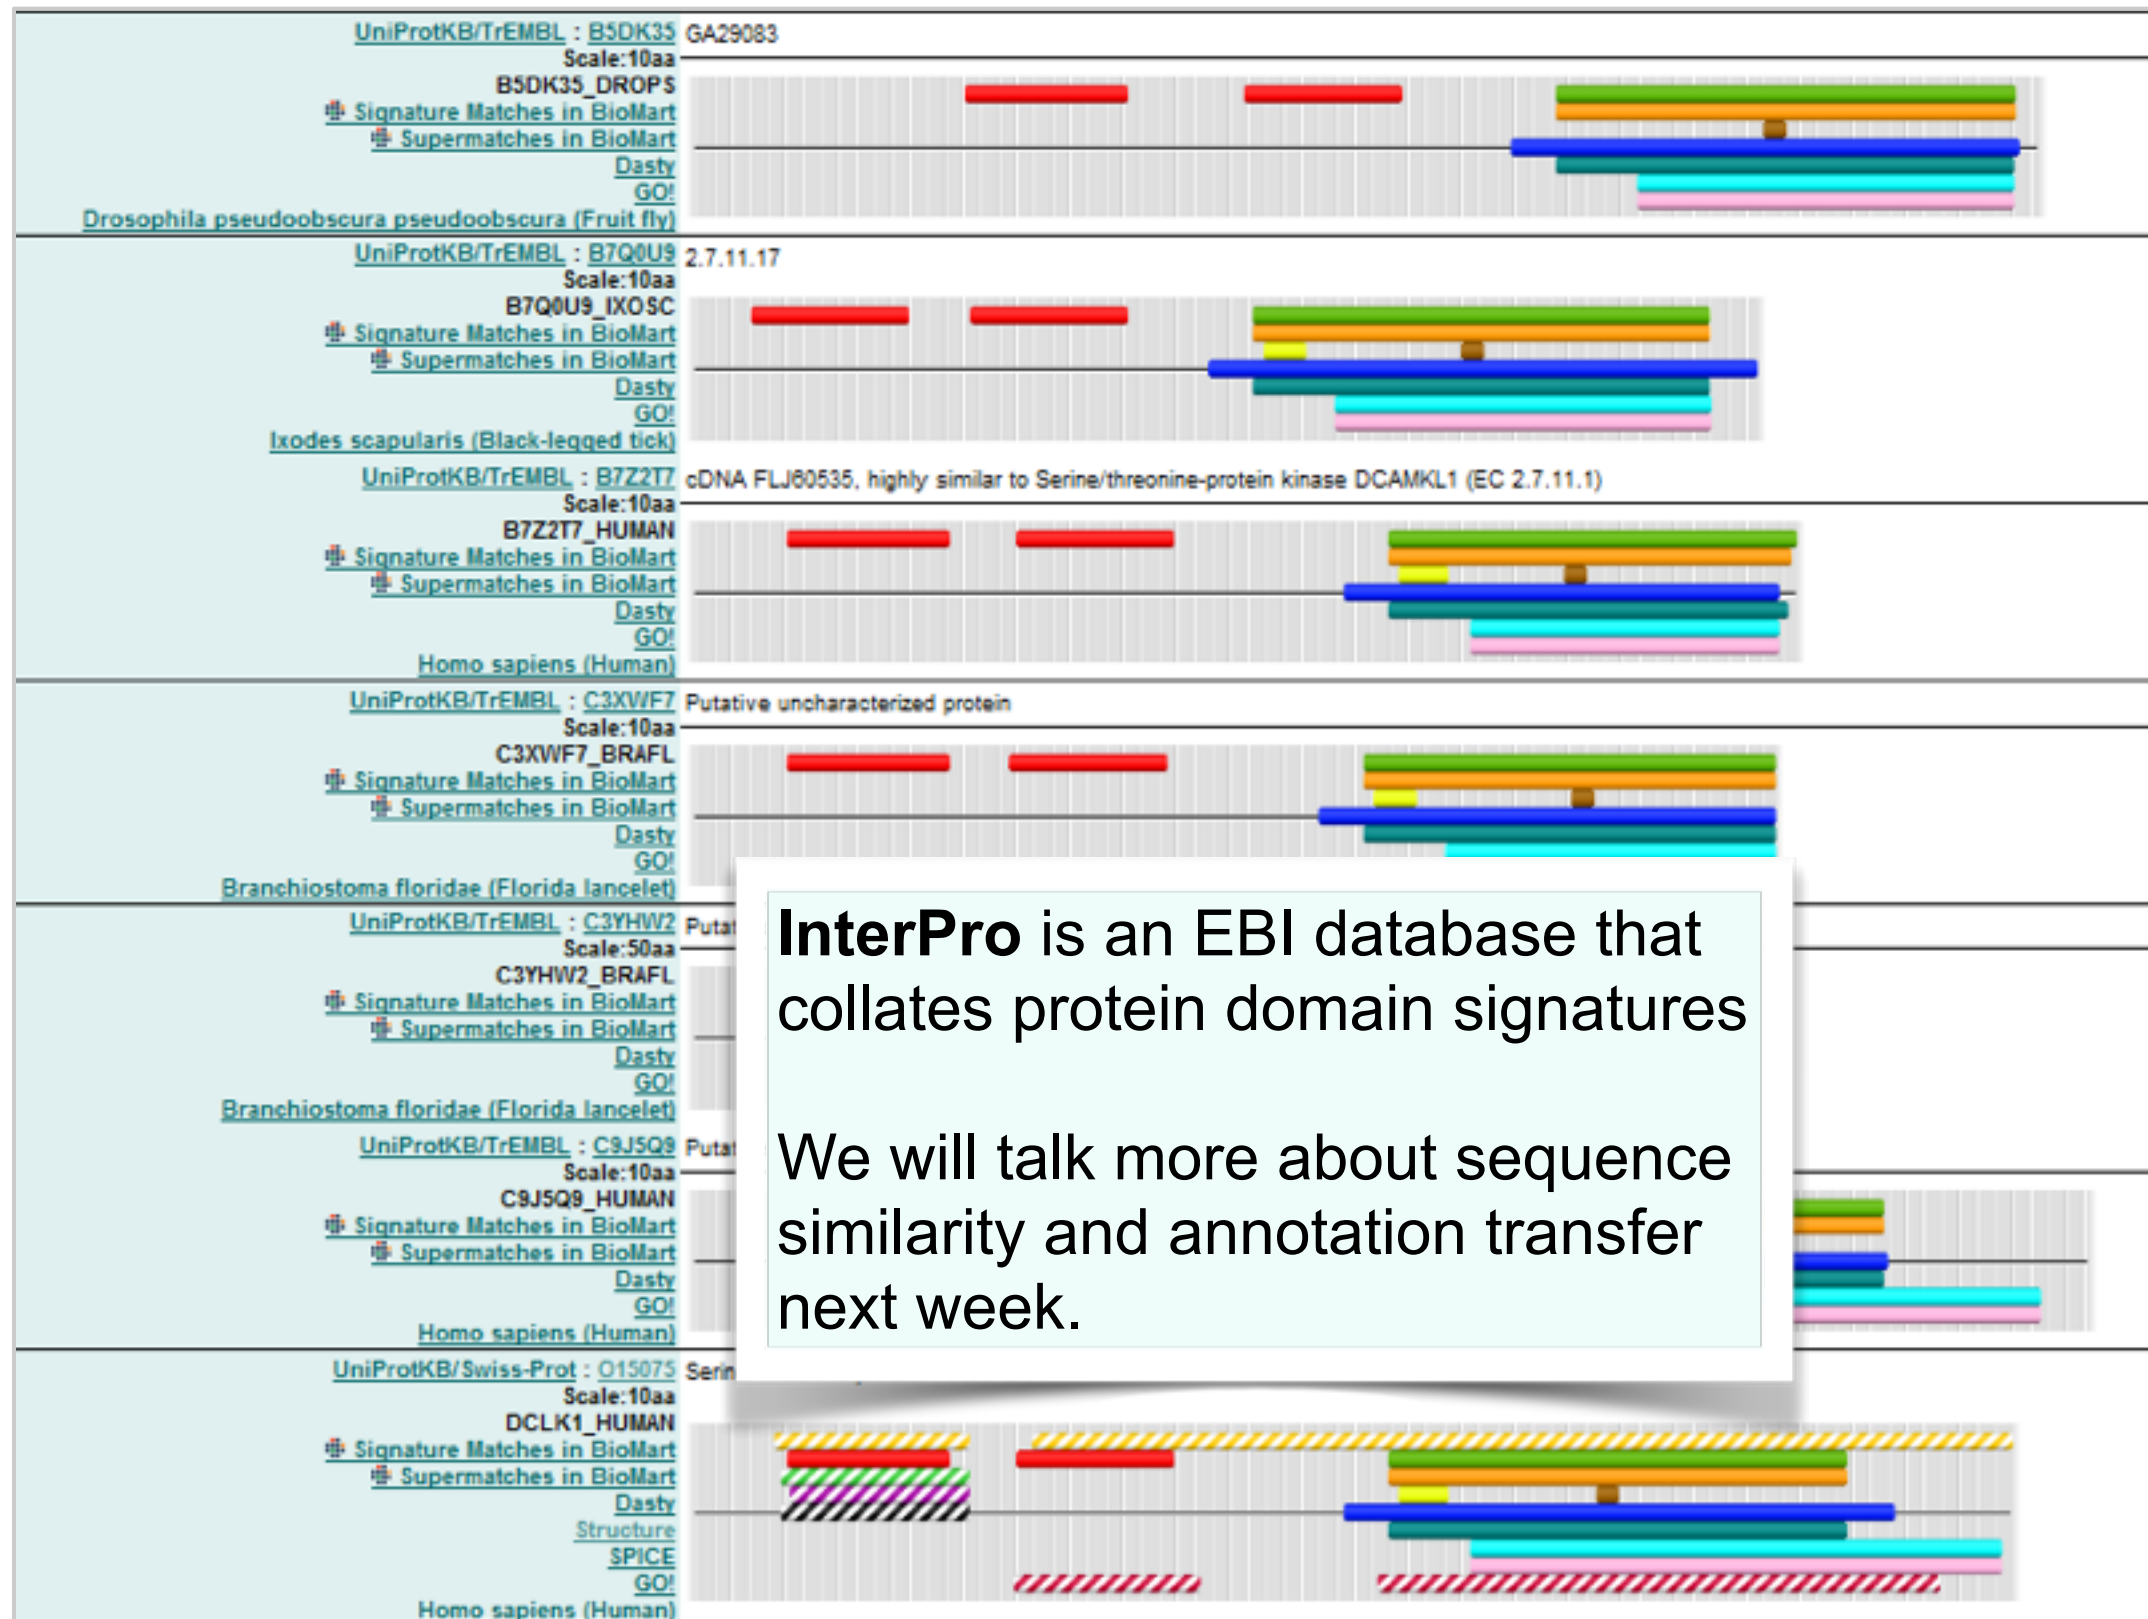 UniProtKB/TrEMBL : B5DK35 GA29083
Scale:10aa
B5DK35_DROPS
Signature Matches in BioMart
Supermatches in BioMart
Dasty
GO!
Drosophila pseudoobscura pseudoobscura (Fruit fly)
UniProtKB/TrEMBL : B7Q0U9 2.7.11.17
Scale:10aa
B7Q0U9_IXOSC
Signature Matches in BioMart
Supermatches in BioMart
Dasty
GO!
Ixodes scapularis (Black-legged tick)
UniProtKB/TrEMBL : B7Z2T7 cDNA FLJ60535, highly similar to Serine/threonine-protein kinase DCAMKL1 (EC 2.7.11.1)
Scale:10aa
B7Z2T7_HUMAN
Signature Matches in BioMart
Supermatches in BioMart
Dasty
GO!
Homo sapiens (Human)
UniProtKB/TrEMBL : C3XWF7 Putative uncharacterized protein
Scale:10aa
C3XWF7_BRAFL
Signature Matches in BioMart
Supermatches in BioMart
Dasty
GO!
Branchiostoma floridae (Florida lancelet)
UniProtKB/TrEMBL : C3YHW2
Scale:50aa
C3YHW2_BRAFL
Signature Matches in BioMart
Supermatches in BioMart
Dasty
GO!
Branchiostoma floridae (Florida lancelet)
UniProtKB/TrEMBL : C9J5Q9
Scale:10aa
C9J5Q9_HUMAN
Signature Matches in BioMart
Supermatches in BioMart
Dasty
GO!
Homo sapiens (Human)
UniProtKB/Swiss-Prot : O15075
Scale:10aa
DCLK1_HUMAN
Signature Matches in BioMart
Supermatches in BioMart
Dasty
Structure
SPICE
GO!
Homo sapiens (Human)
InterPro is an EBI database that
collates protein domain signatures
We will talk more about sequence
similarity and annotation transfer
next week.